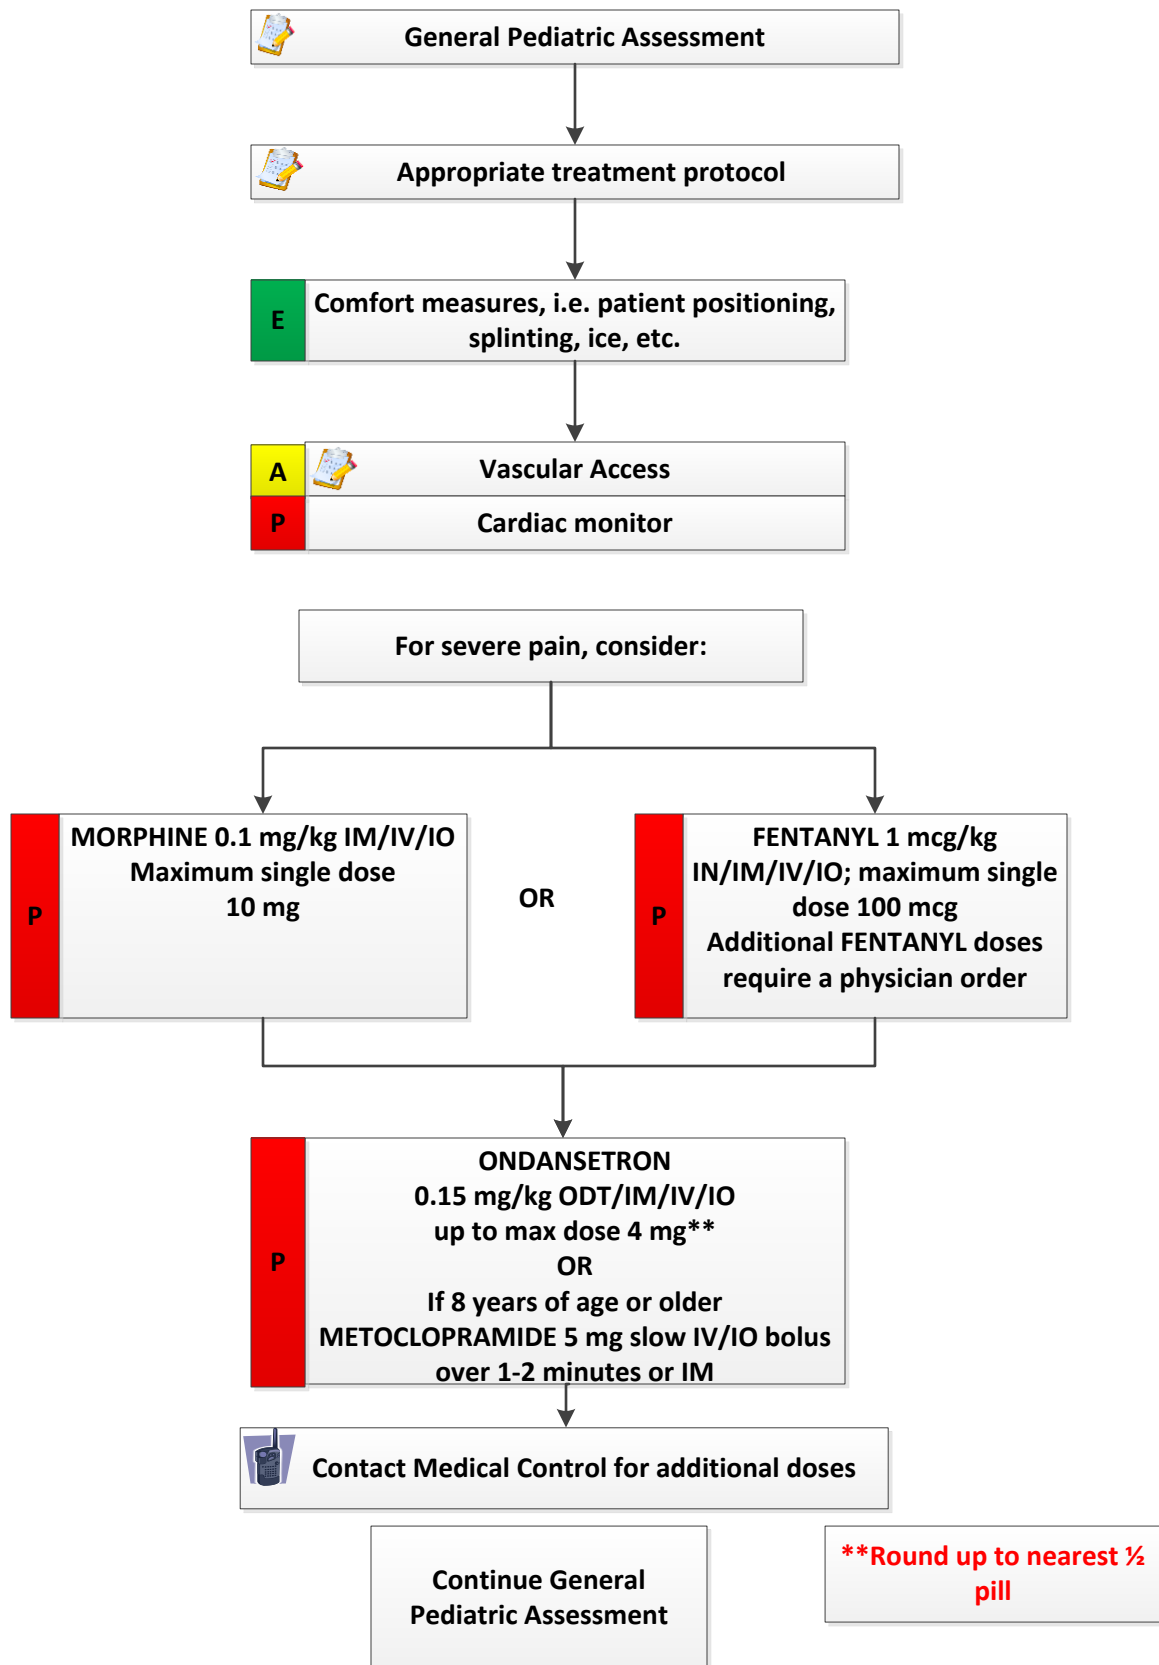 General Pediatric Assessment
Appropriate treatment protocol
E
Comfort measures, i.e. patient positioning,
splinting, ice, etc.
A
Vascular Access
P
Cardiac monitor
For severe pain, consider:
P
MORPHINE 0.1 mg/kg IM/IV/IO
Maximum single dose
10 mg
OR
P
FENTANYL 1 mcg/kg
IN/IM/IV/IO; maximum single
dose 100 mcg
Additional FENTANYL doses
require a physician order
P
ONDANSETRON
0.15 mg/kg ODT/IM/IV/IO
up to max dose 4 mg**
OR
If 8 years of age or older
METOCLOPRAMIDE 5 mg slow IV/IO bolus
over 1-2 minutes or IM
Contact Medical Control for additional doses
Continue General
Pediatric Assessment
**Round up to nearest ½
pill